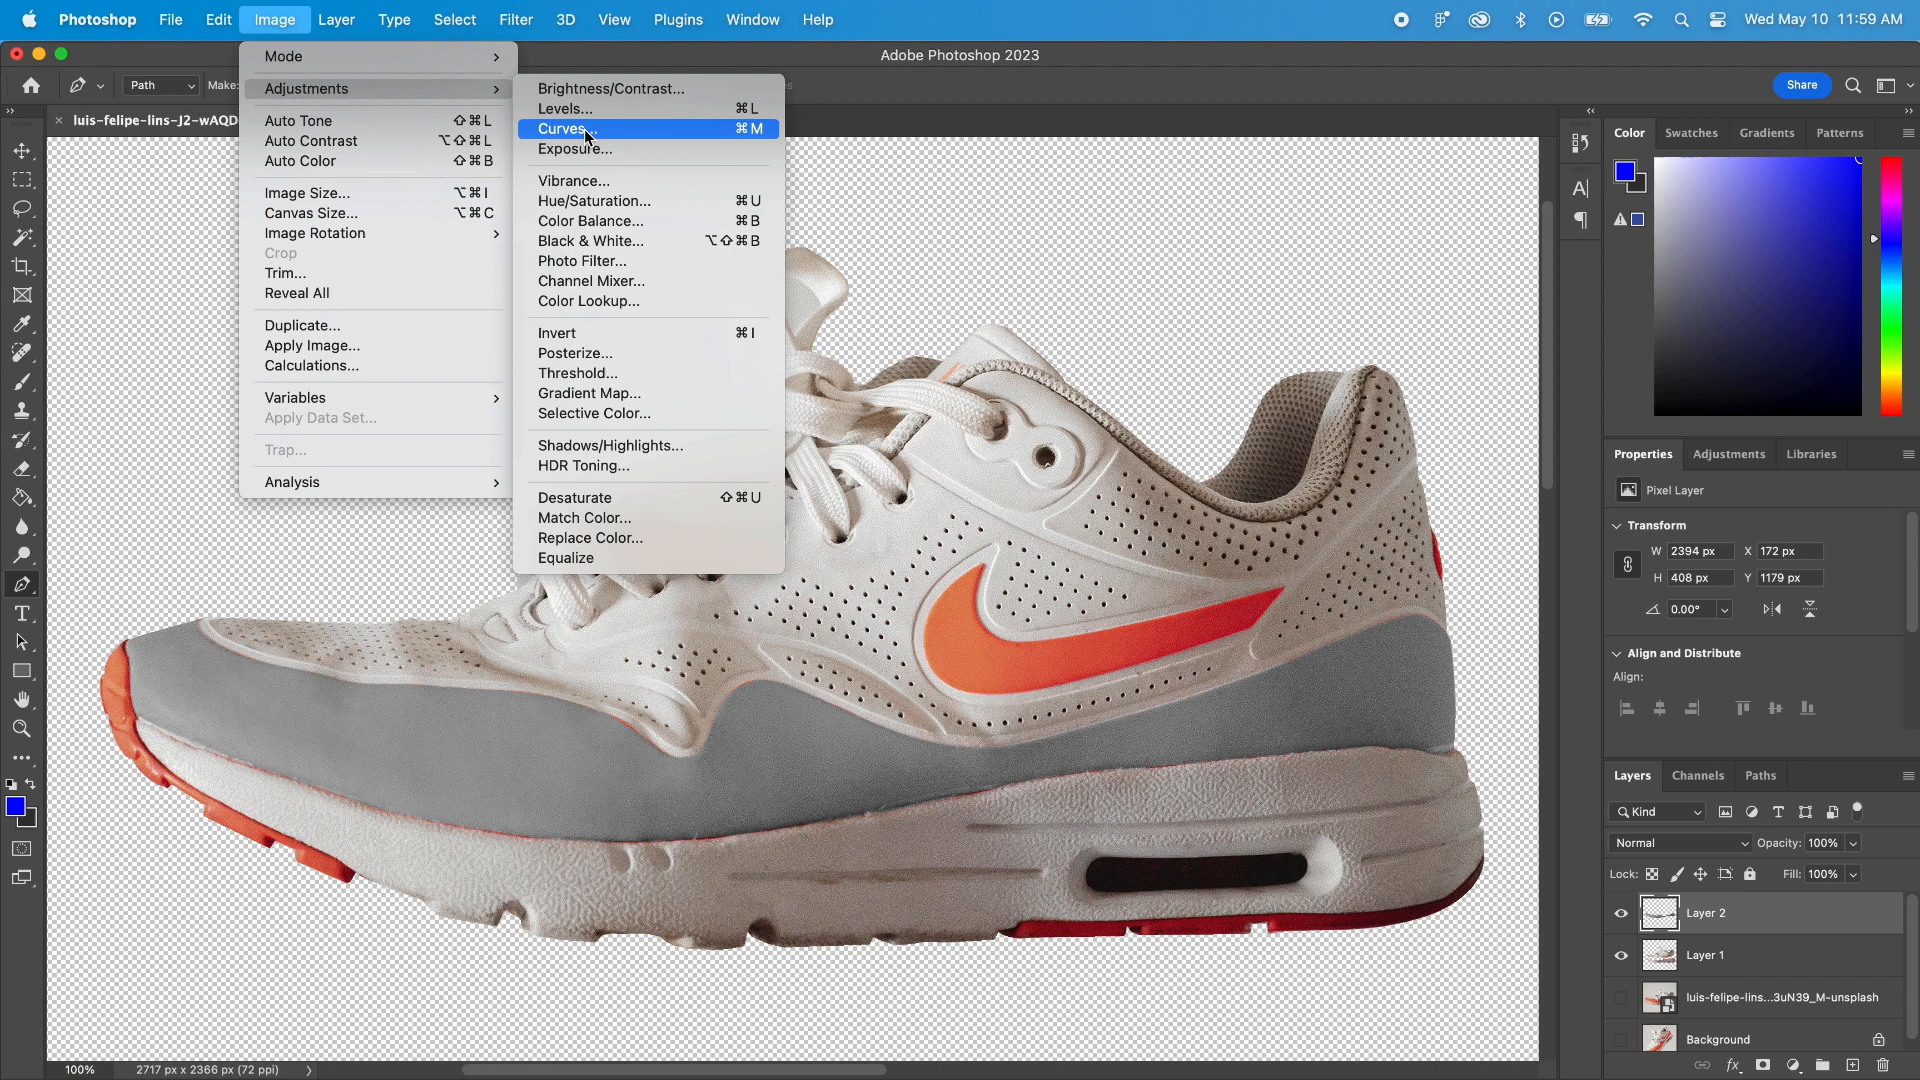 Photoshop File Edit Image Layer Type Select Filter 3D View Plugins Window Help Wed May 10 11:59 AM
Adobe Photoshop 2023
Path Make: Share
luis-felipe-lins-J2-wAQD
Mode
Adjustments
Auto Tone ⇧⌘L
Auto Contrast ⌥⇧⌘L
Auto Color ⇧⌘B
Image Size... ⌥⌘I
Canvas Size... ⌥⌘C
Image Rotation
Crop
Trim...
Reveal All
Duplicate...
Apply Image...
Calculations...
Variables
Apply Data Set...
Trap...
Analysis
Brightness/Contrast...
Levels... ⌘L
Curves... ⌘M
Exposure...
Vibrance...
Hue/Saturation... ⌘U
Color Balance... ⌘B
Black & White... ⌥⇧⌘B
Photo Filter...
Channel Mixer...
Color Lookup...
Invert ⌘I
Posterize...
Threshold...
Gradient Map...
Selective Color...
Shadows/Highlights...
HDR Toning...
Desaturate ⇧⌘U
Match Color...
Replace Color...
Equalize
Color Swatches Gradients Patterns
Properties Adjustments Libraries
Pixel Layer
Transform
W 2394 px X 172 px
H 408 px Y 1179 px
0.00°
Align and Distribute
Align:
Layers Channels Paths
Kind
Normal Opacity: 100%
Lock: Fill: 100%
Layer 2
Layer 1
luis-felipe-lins...3uN39_M-unsplash
Background
100% 2717 px x 2366 px (72 ppi)